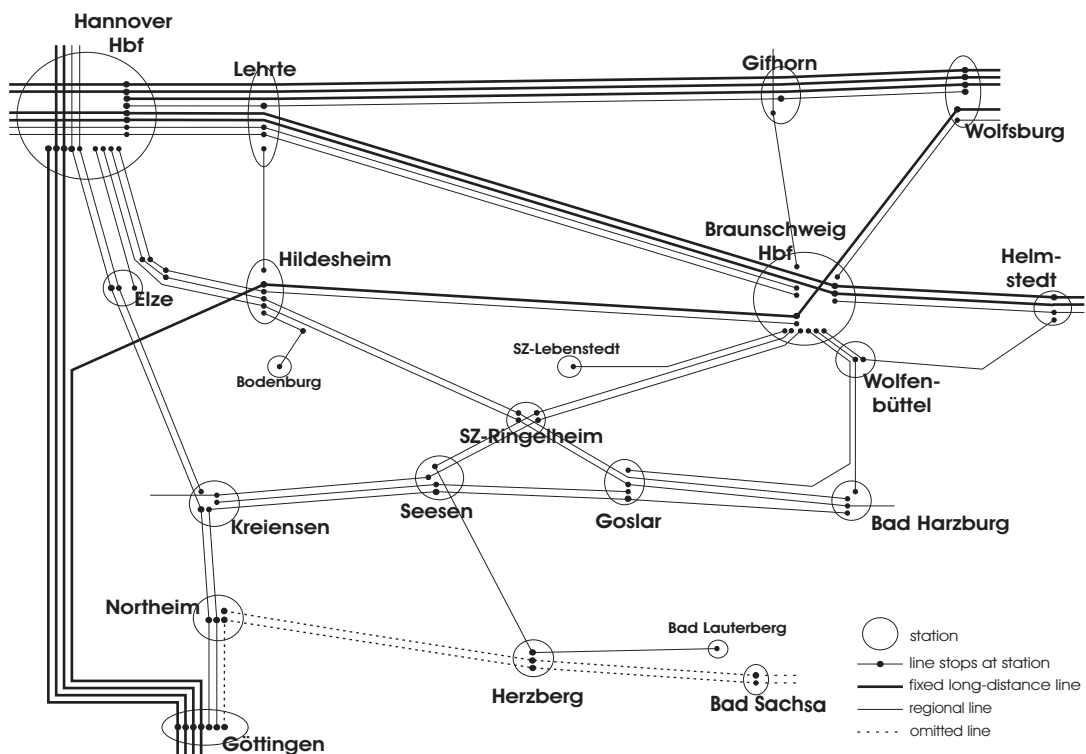 Hannover
Hbf
Lehrte
Gifhorn
Wolfsburg
Braunschweig
Hbf
Helm-
stedt
Hildesheim
Elze
SZ-Lebenstedt
Bodenburg
Wolfen-
büttel
SZ-Ringelheim
Seesen
Goslar
Bad Harzburg
Kreiensen
Northeim
Bad Lauterberg
Herzberg
Bad Sachsa
Göttingen
station
line stops at station
fixed long-distance line
regional line
omitted line